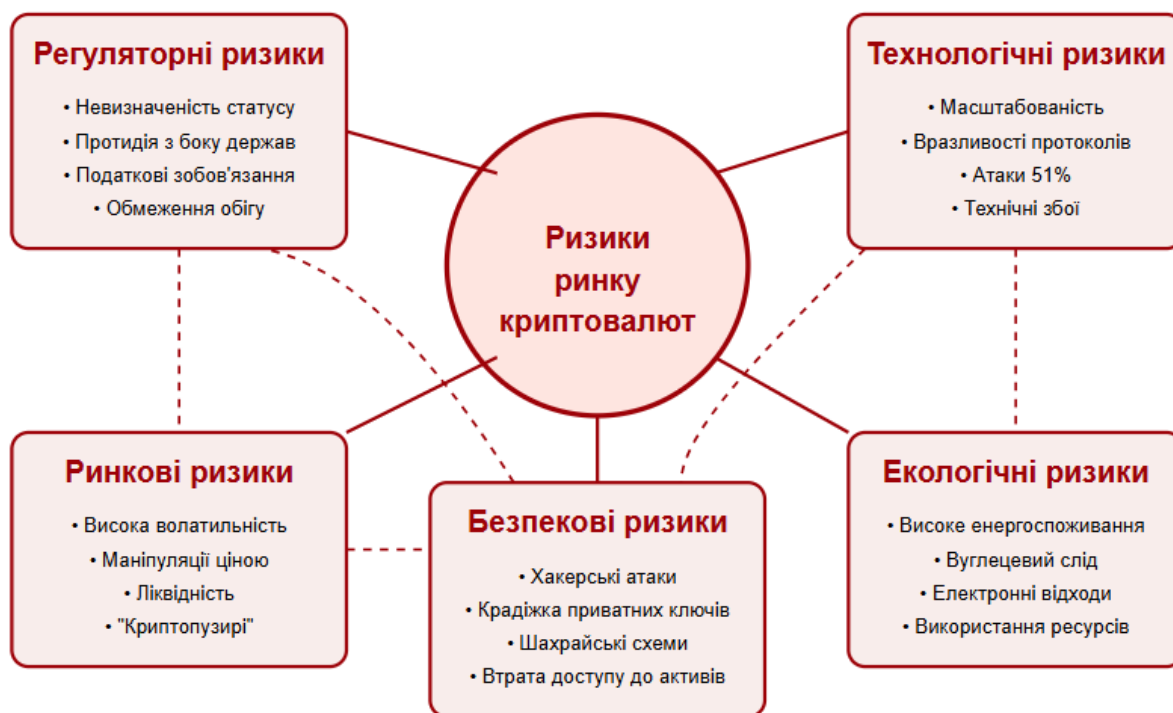 Регуляторні ризики
• Невизначеність статусу
• Протидія з боку держав
• Податкові зобов'язання
• Обмеження обігу
Технологічні ризики
• Масштабованість
• Вразливості протоколів
• Атаки 51%
• Технічні збої
Ризики
ринку
криптовалют
Ринкові ризики
• Висока волатильність
• Маніпуляції ціною
• Ліквідність
• "Криптопузирі"
Безпекові ризики
• Хакерські атаки
• Крадіжка приватних ключів
• Шахрайські схеми
• Втрата доступу до активів
Екологічні ризики
• Високе енергоспоживання
• Вуглецевий слід
• Електронні відходи
• Використання ресурсів